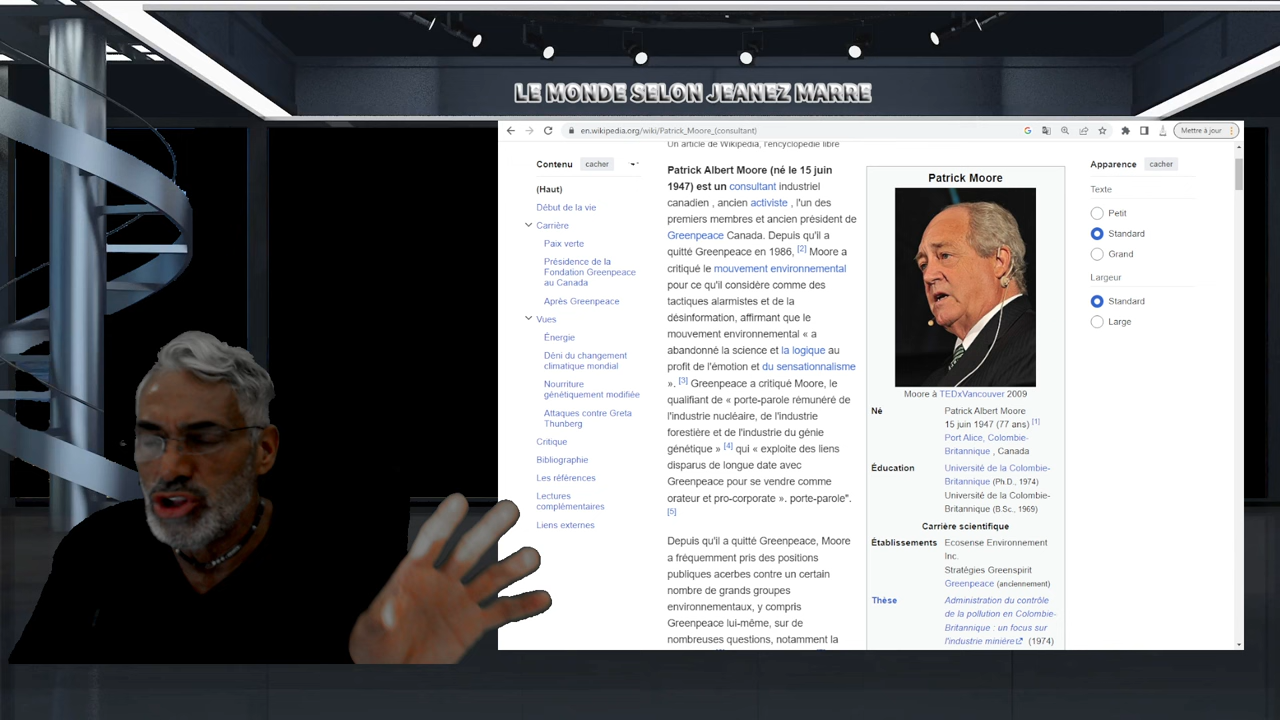 LE MONDE SELON JEANEZ MARRE
en.wikipedia.org/wiki/Patrick_Moore_(consultant)
Mettre à jour
Un article de Wikipédia, l'encyclopédie libre
Contenu cacher
(Haut)
Début de la vie
Carrière
Paix verte
Présidence de la
Fondation Greenpeace
au Canada
Après Greenpeace
Vues
Énergie
Déni du changement
climatique mondial
Nourriture
génétiquement modifiée
Attaques contre Greta
Thunberg
Critique
Bibliographie
Les références
Lectures
complémentaires
Liens externes
Patrick Albert Moore (né le 15 juin
1947) est un consultant industriel
canadien , ancien activiste , l'un des
premiers membres et ancien président de
Greenpeace Canada. Depuis qu'il a
quitté Greenpeace en 1986, [2] Moore a
critiqué le mouvement environnemental
pour ce qu'il considère comme des
tactiques alarmistes et de la
désinformation, affirmant que le
mouvement environnemental « a
abandonné la science et la logique au
profit de l'émotion et du sensationnalisme
». [3] Greenpeace a critiqué Moore, le
qualifiant de « porte-parole rémunéré de
l'industrie nucléaire, de l'industrie
forestière et de l'industrie du génie
génétique » [4] qui « exploite des liens
disparus de longue date avec
Greenpeace pour se vendre comme
orateur et pro-corporate ». porte-parole".
[5]
Depuis qu'il a quitté Greenpeace, Moore
a fréquemment pris des positions
publiques acerbes contre un certain
nombre de grands groupes
environnementaux, y compris
Greenpeace lui-même, sur de
nombreuses questions, notamment la
Patrick Moore
Moore à TEDxVancouver 2009
Né Patrick Albert Moore
15 juin 1947 (77 ans) [1]
Port Alice, Colombie-
Britannique , Canada
Éducation Université de la Colombie-
Britannique (Ph.D., 1974)
Université de la Colombie-
Britannique (B.Sc., 1969)
Carrière scientifique
Établissements Ecosense Environnement
Inc.
Stratégies Greenspirit
Greenpeace (anciennement)
Thèse Administration du contrôle
de la pollution en Colombie-
Britannique : un focus sur
l'industrie minière (1974)
Apparence cacher
Texte
Petit
Standard
Grand
Largeur
Standard
Large